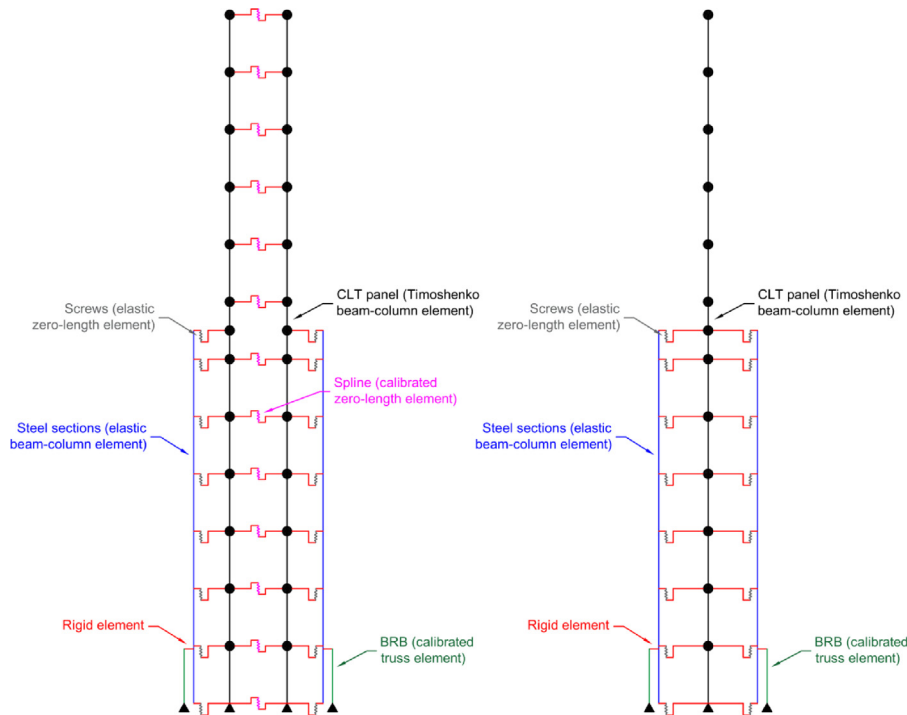 CLT panel (Timoshenko
beam-column element)
Screws (elastic
zero-length element)
Spline (calibrated
zero-length element)
Steel sections (elastic
beam-column element)
Rigid element
BRB (calibrated
truss element)
CLT panel (Timoshenko
beam-column element)
Screws (elastic
zero-length element)
Steel sections (elastic
beam-column element)
Rigid element
BRB (calibrated
truss element)